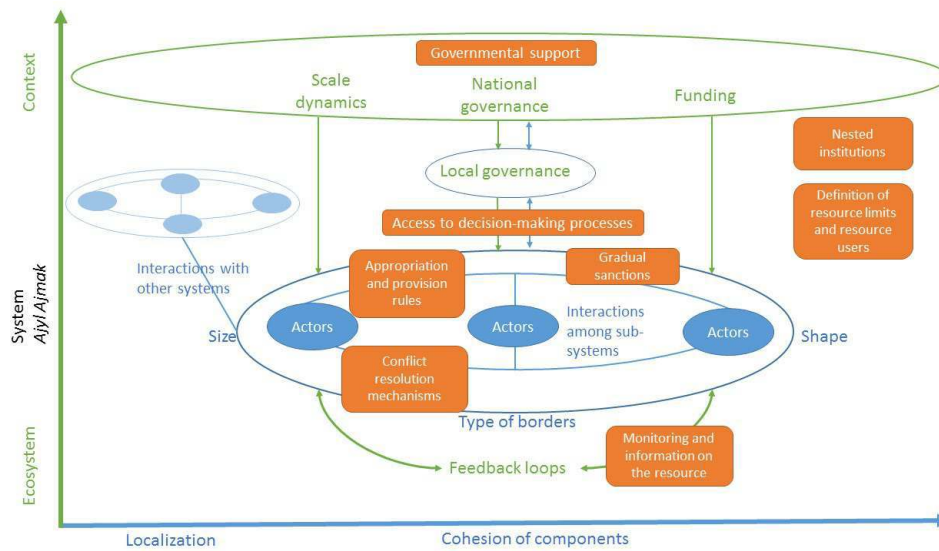 Context
Governmental support
Scale
dynamics
National
governance
Funding
Nested
institutions
Local governance
Definition of
resource limits
and resource
users
Access to decision-making processes
Interactions with
other systems
Appropriation
and provision
rules
Gradual
sanctions
System
Ajyl Ajmak
Size
Actors
Actors
Interactions
among sub-
systems
Actors
Shape
Conflict
resolution
mechanisms
Type of borders
Ecosystem
Feedback loops
Monitoring and
information on
the resource
Localization
Cohesion of components